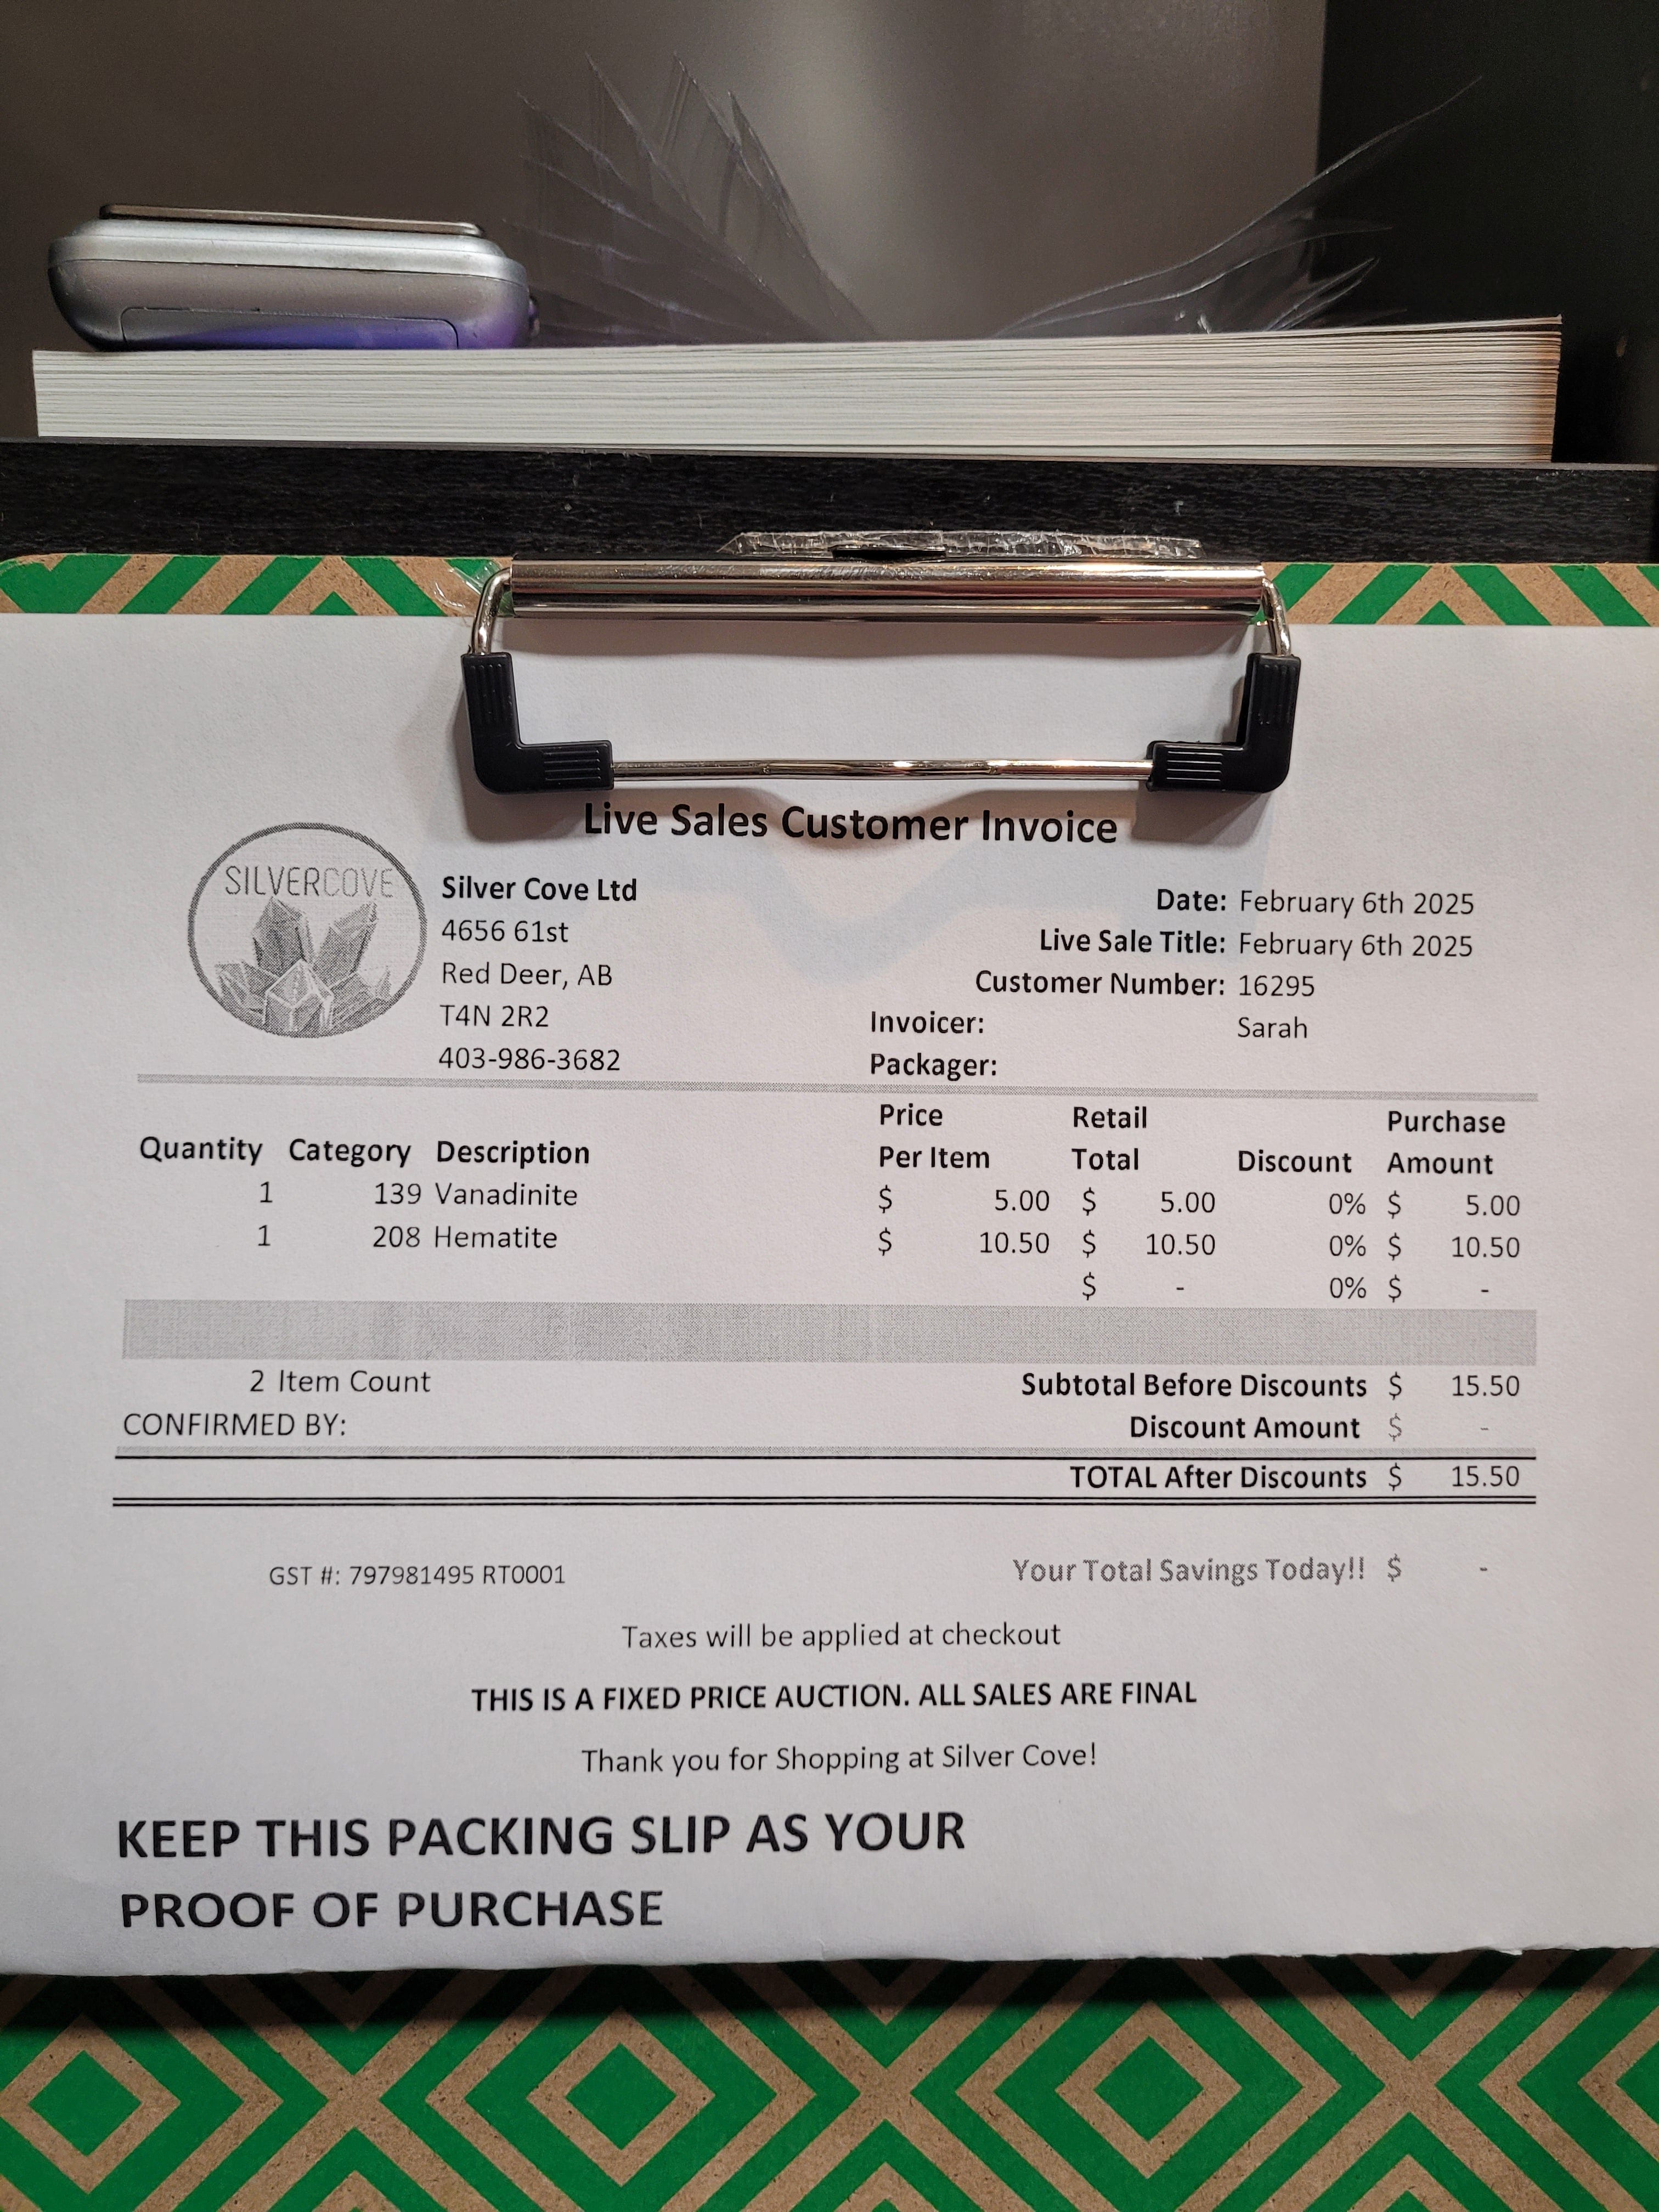 Live Sales Customer Invoice
SILVERCOVE
Silver Cove Ltd
4656 61st
Red Deer, AB
T4N 2R2
403-986-3682
Date: February 6th 2025
Live Sale Title: February 6th 2025
Customer Number: 16295
Invoicer: Sarah
Packager:
Quantity Category Description Price Per Item Retail Total Discount Purchase Amount
1 139 Vanadinite $ 5.00 $ 5.00 0% $ 5.00
1 208 Hematite $ 10.50 $ 10.50 0% $ 10.50
$ - 0% $ -
2 Item Count Subtotal Before Discounts $ 15.50
CONFIRMED BY: Discount Amount $ -
TOTAL After Discounts $ 15.50
GST #: 797981495 RT0001 Your Total Savings Today!! $ -
Taxes will be applied at checkout
THIS IS A FIXED PRICE AUCTION. ALL SALES ARE FINAL
Thank you for Shopping at Silver Cove!
KEEP THIS PACKING SLIP AS YOUR
PROOF OF PURCHASE